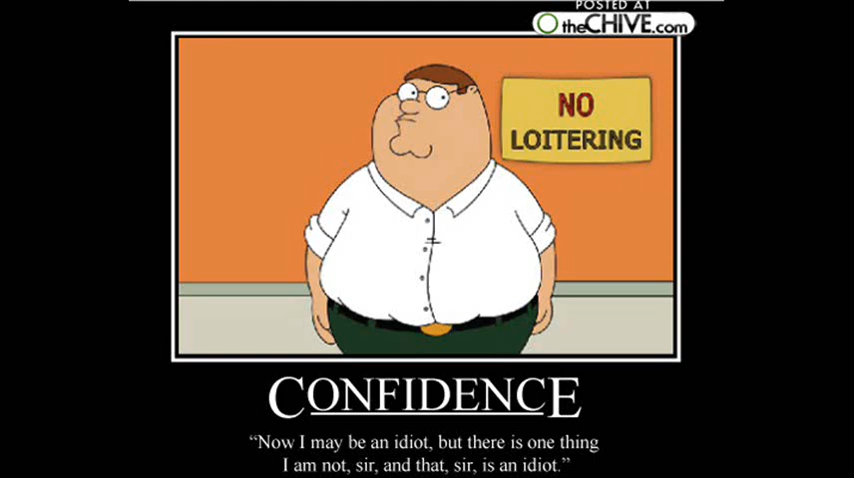 POSTED AT
theCHIVE.com
NO
LOITERING
CONFIDENCE
“Now I may be an idiot, but there is one thing
I am not, sir, and that, sir, is an idiot.”